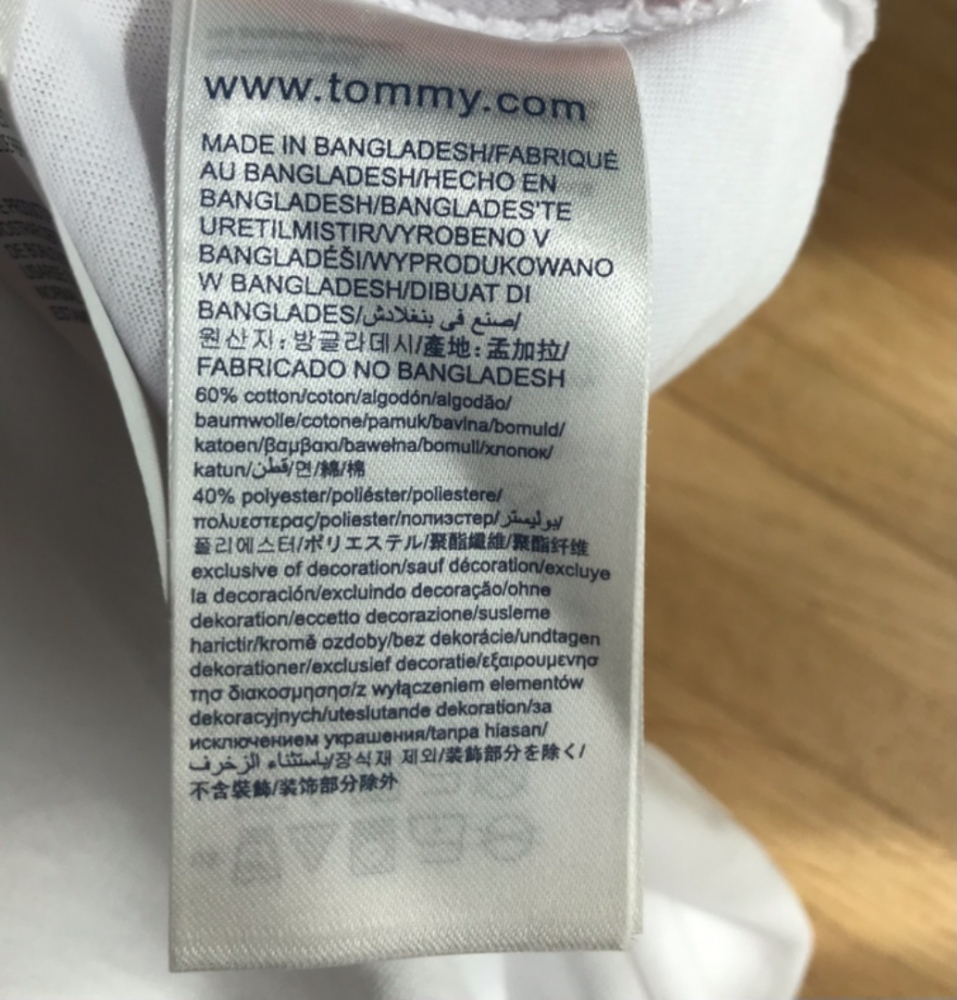 www.tommy.com
MADE IN BANGLADESH/FABRIQUÉ
AU BANGLADESH/HECHO EN
BANGLADESH/BANGLADES'TE
URETILMISTIR/VYROBENO V
BANGLADÉŠI/WYPRODUKOWANO
W BANGLADESH/DIBUAT DI
BANGLADES/صنع في بنغلادش/
원산지:방글라데시/產地:孟加拉/
FABRICADO NO BANGLADESH
60% cotton/coton/algodón/algodão/
baumwolle/cotone/pamuk/bavlna/bomuld/
katoen/βαμβακι/bawełna/bomull/хлопок/
katun/قطن/면/綿/棉
40% polyester/poliéster/poliestere/
πολυεστερας/poliester/полиэстер/بوليستر/
폴리에스터/ポリエステル/聚酯纖維/聚酯纤维
exclusive of decoration/sauf décoration/excluye
la decoración/excluindo decoração/ohne
dekoration/eccetto decorazione/susleme
harictir/kromě ozdoby/bez dekorácie/undtagen
dekorationer/exclusief decoratie/εξαιρουμενησ
τησ διακοσμησησ/z wyłączeniem elementów
dekoracyjnych/uteslutande dekoration/за
исключением украшения/tanpa hiasan/
باستثناء الزخرف/장식재 제외/装飾部分を除く/
不含裝飾/装饰部分除外